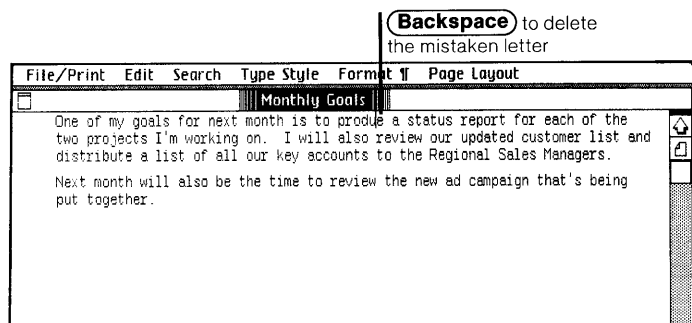 Backspace to delete
the mistaken letter
File/Print Edit Search Type Style Format ¶ Page Layout
Monthly Goals
One of my goals for next month is to produe a status report for each of the
two projects I'm working on. I will also review our updated customer list and
distribute a list of all our key accounts to the Regional Sales Managers.
Next month will also be the time to review the new ad campaign that's being
put together.